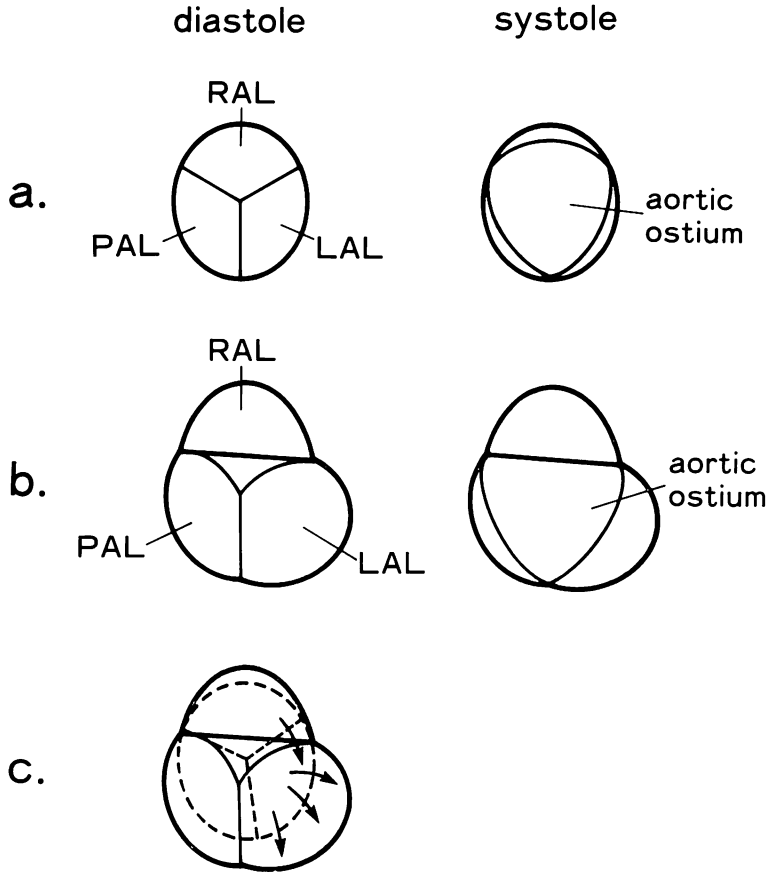 diastole
systole
RAL
a.
PAL
LAL
aortic
ostium
RAL
b.
PAL
LAL
aortic
ostium
c.